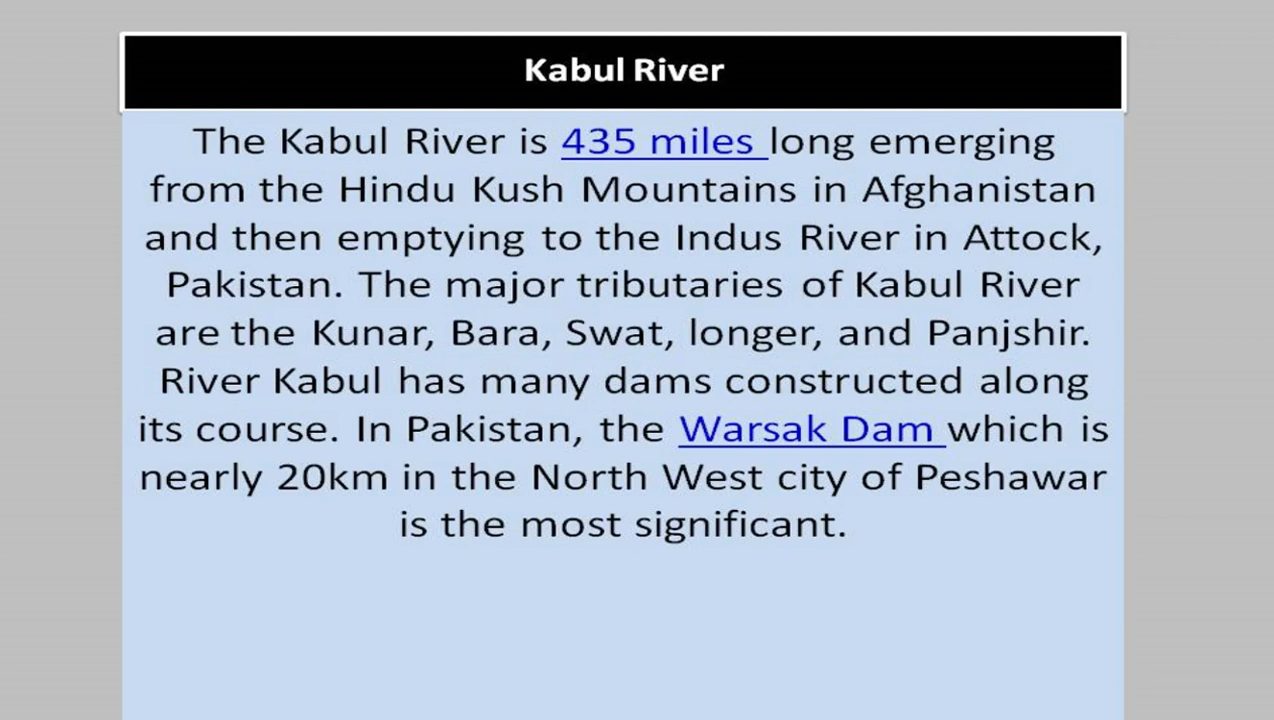 Kabul River
The Kabul River is 435 miles long emerging
from the Hindu Kush Mountains in Afghanistan
and then emptying to the Indus River in Attock,
Pakistan. The major tributaries of Kabul River
are the Kunar, Bara, Swat, longer, and Panjshir.
River Kabul has many dams constructed along
its course. In Pakistan, the Warsak Dam which is
nearly 20km in the North West city of Peshawar
is the most significant.